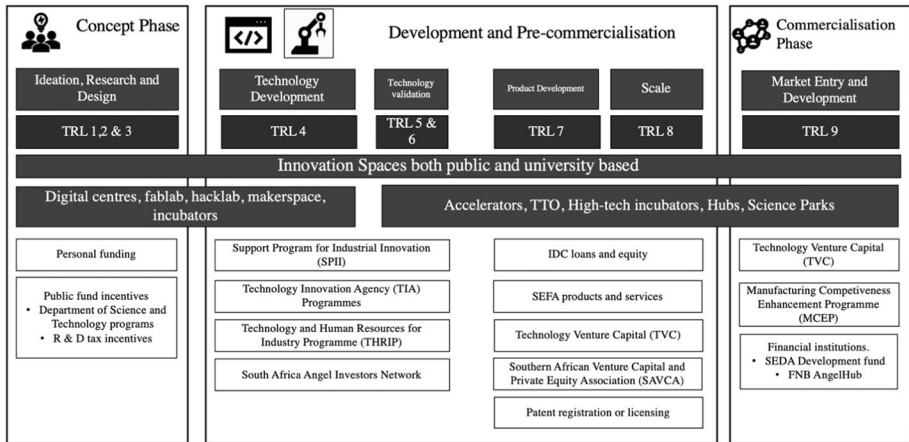 Concept Phase
</>
Development and Pre-commercialisation
Commercialisation
Phase
Ideation, Research and
Design
Technology
Development
Technology
validation
Product Development
Scale
Market Entry and
Development
TRL 1,2 & 3
TRL 4
TRL 5 &
6
TRL 7
TRL 8
TRL 9
Innovation Spaces both public and university based
Digital centres, fablab, hacklab, makerspace,
incubators
Accelerators, TTO, High-tech incubators, Hubs, Science Parks
Personal funding
Public fund incentives
• Department of Science and
Technology programs
• R & D tax incentives
Support Program for Industrial Innovation
(SPII)
Technology Innovation Agency (TIA)
Programmes
Technology and Human Resources for
Industry Programme (THRIP)
South Africa Angel Investors Network
IDC loans and equity
SEFA products and services
Technology Venture Capital (TVC)
Southern African Venture Capital and
Private Equity Association (SAVCA)
Patent registration or licensing
Technology Venture Capital
(TVC)
Manufacturing Competiveness
Enhancement Programme
(MCEP)
Financial institutions.
• SEDA Development fund
• FNB AngelHub